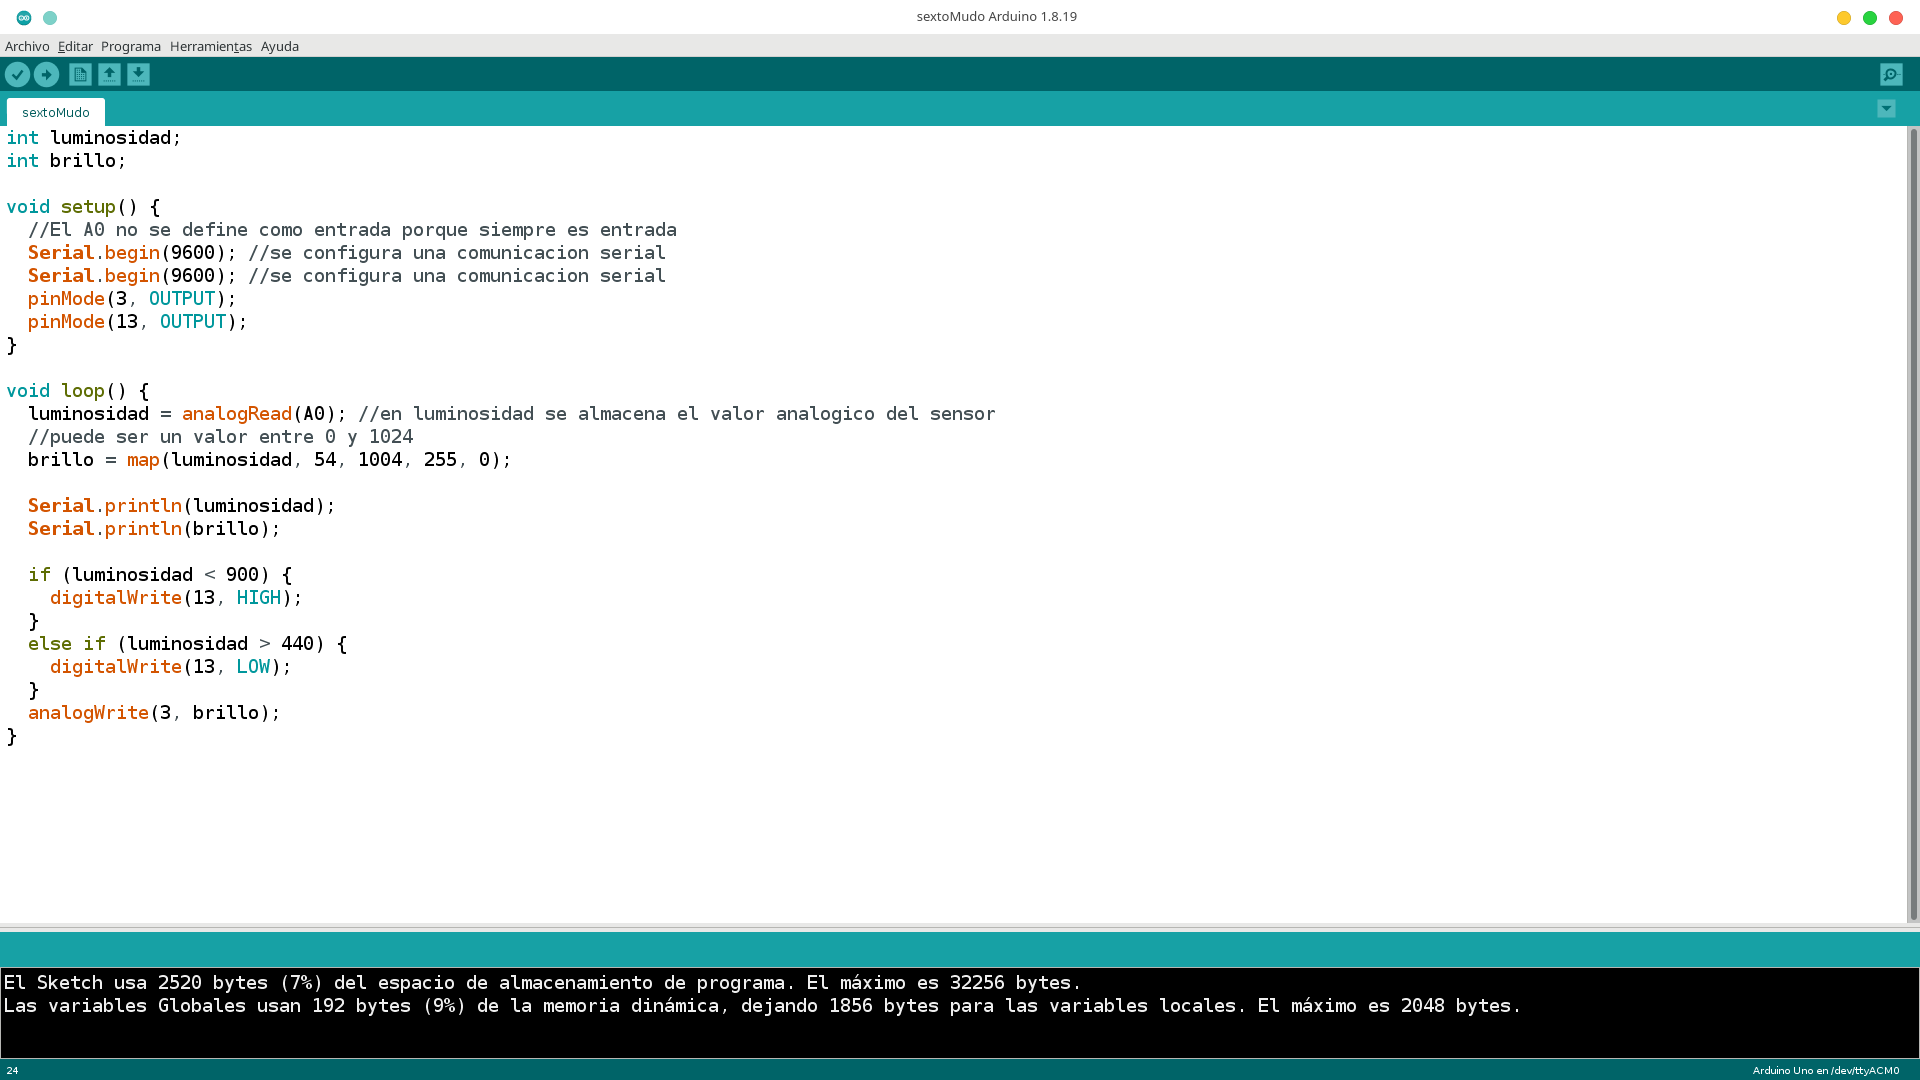 sextoMudo Arduino 1.8.19
Archivo Editar Programa Herramientas Ayuda
sextoMudo
int luminosidad;
int brillo;

void setup() {
  //El A0 no se define como entrada porque siempre es entrada
  Serial.begin(9600); //se configura una comunicacion serial
  Serial.begin(9600); //se configura una comunicacion serial
  pinMode(3, OUTPUT);
  pinMode(13, OUTPUT);
}

void loop() {
  luminosidad = analogRead(A0); //en luminosidad se almacena el valor analogico del sensor
  //puede ser un valor entre 0 y 1024
  brillo = map(luminosidad, 54, 1004, 255, 0);

  Serial.println(luminosidad);
  Serial.println(brillo);

  if (luminosidad < 900) {
    digitalWrite(13, HIGH);
  }
  else if (luminosidad > 440) {
    digitalWrite(13, LOW);
  }
  analogWrite(3, brillo);
}
El Sketch usa 2520 bytes (7%) del espacio de almacenamiento de programa. El máximo es 32256 bytes.
Las variables Globales usan 192 bytes (9%) de la memoria dinámica, dejando 1856 bytes para las variables locales. El máximo es 2048 bytes.
24
Arduino Uno en /dev/ttyACM0